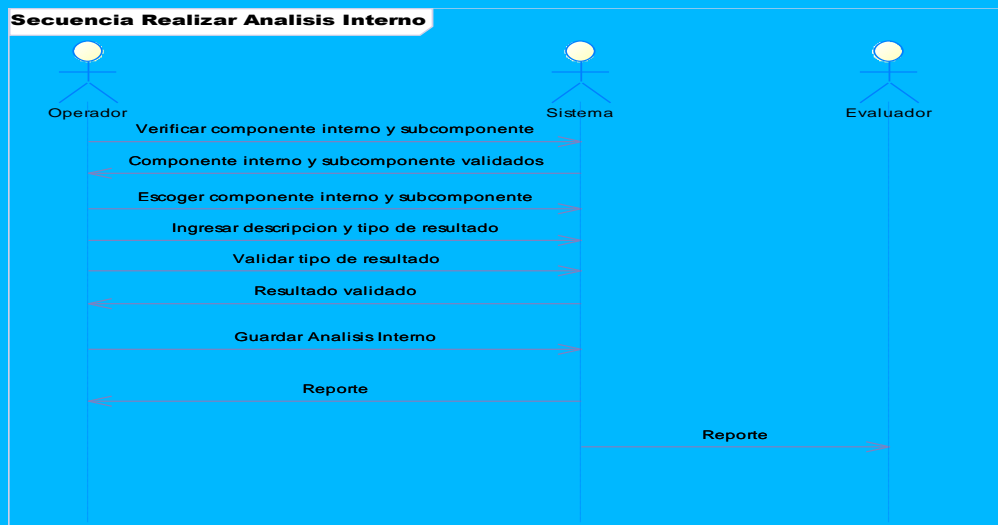 Secuencia Realizar Analisis Interno
Operador
Sistema
Evaluador
Verificar componente interno y subcomponente
Componente interno y subcomponente validados
Escoger componente interno y subcomponente
Ingresar descripcion y tipo de resultado
Validar tipo de resultado
Resultado validado
Guardar Analisis Interno
Reporte
Reporte